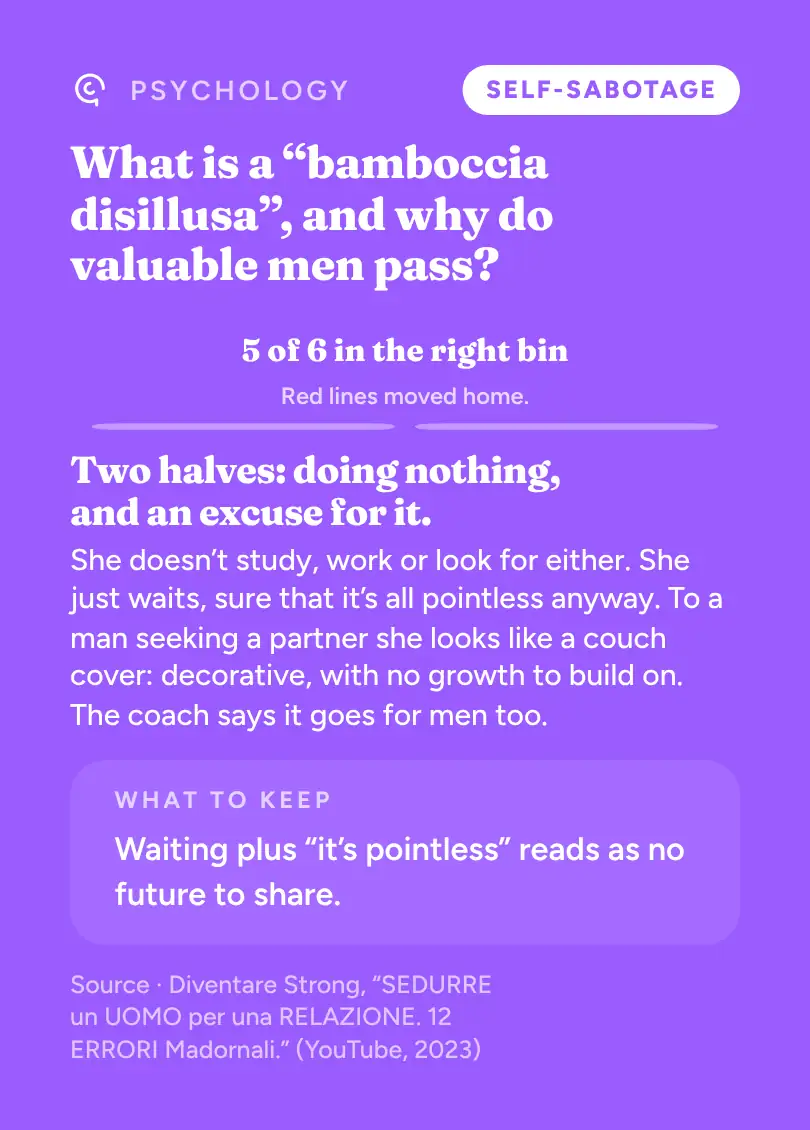 PSYCHOLOGY
SELF-SABOTAGE
What is a “bamboccia
disillusa”, and why do
valuable men pass?
5 of 6 in the right bin
Red lines moved home.
Two halves: doing nothing,
and an excuse for it.
She doesn’t study, work or look for either. She
just waits, sure that it’s all pointless anyway. To a
man seeking a partner she looks like a couch
cover: decorative, with no growth to build on.
The coach says it goes for men too.
WHAT TO KEEP
Waiting plus “it’s pointless” reads as no
future to share.
Source · Diventare Strong, “SEDURRE
un UOMO per una RELAZIONE. 12
ERRORI Madornali.” (YouTube, 2023)